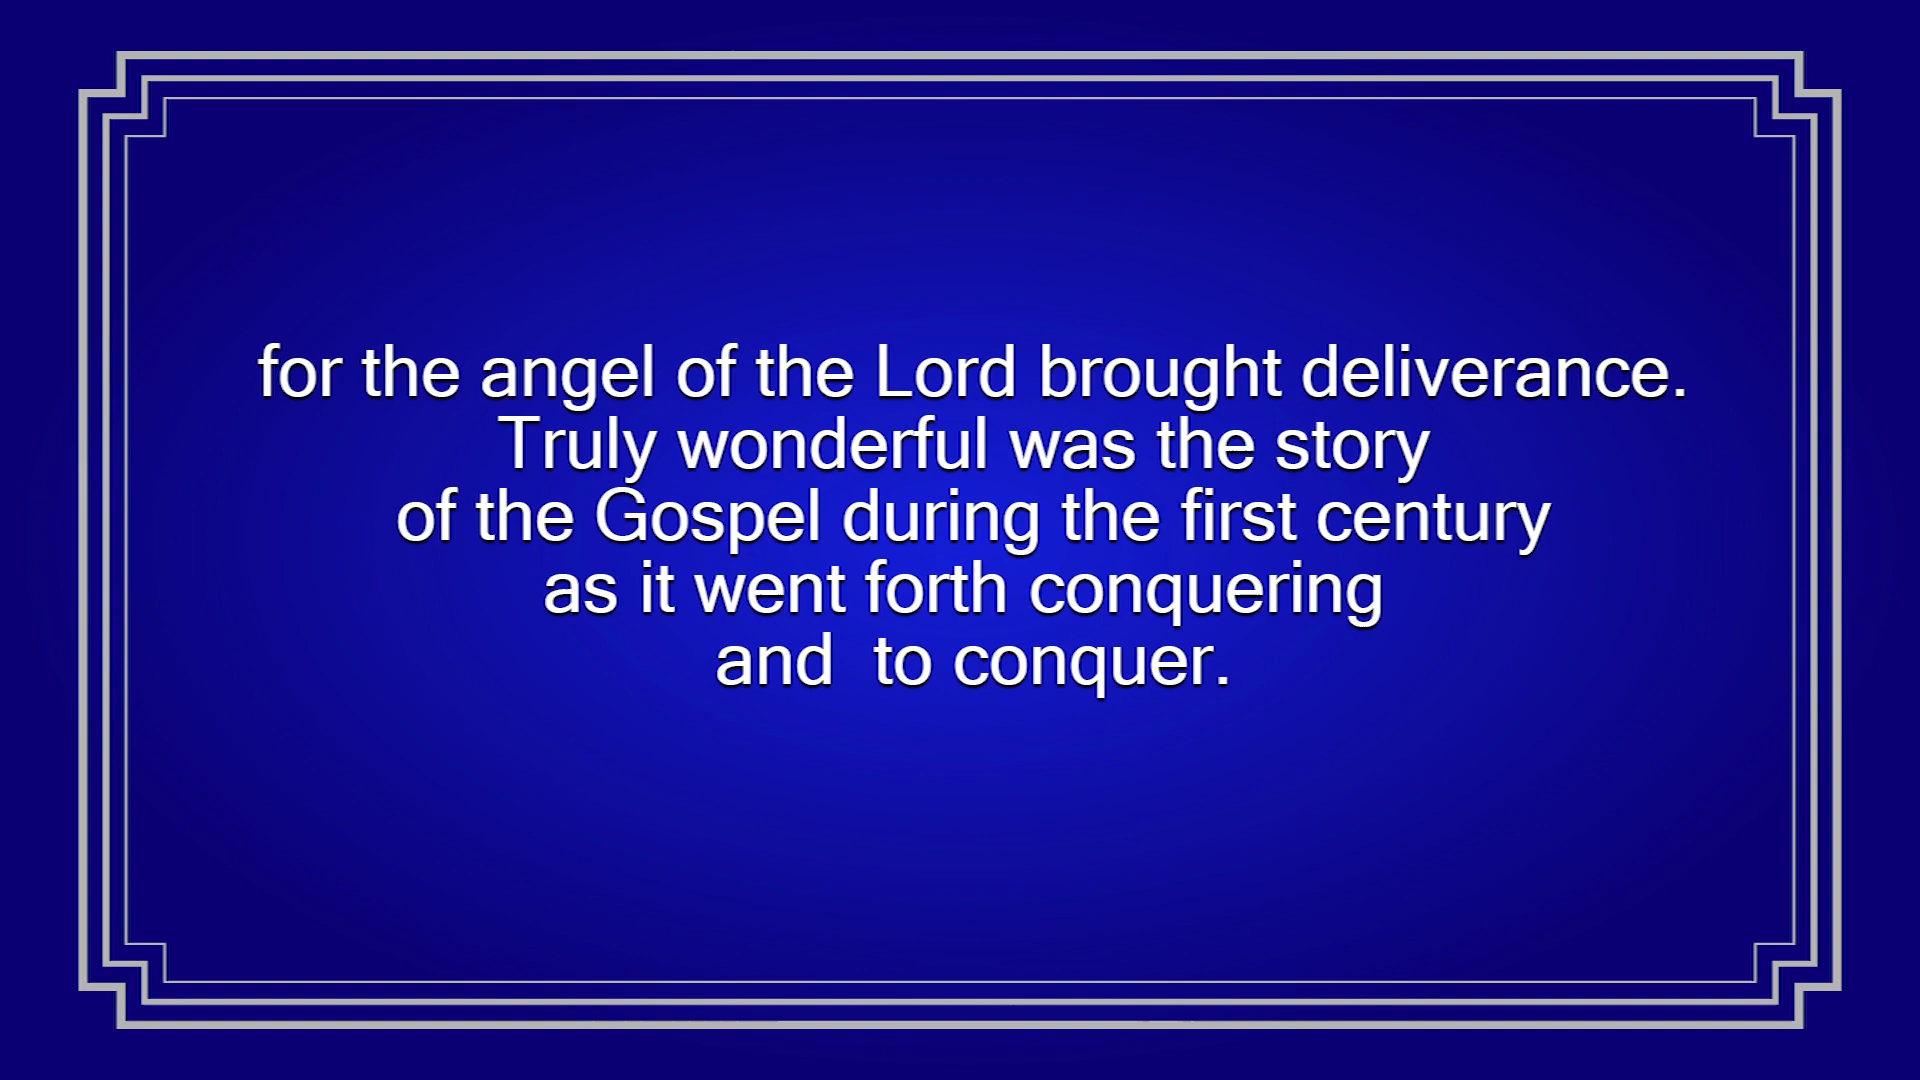 for the angel of the Lord brought deliverance.
Truly wonderful was the story
of the Gospel during the first century
as it went forth conquering
and  to conquer.